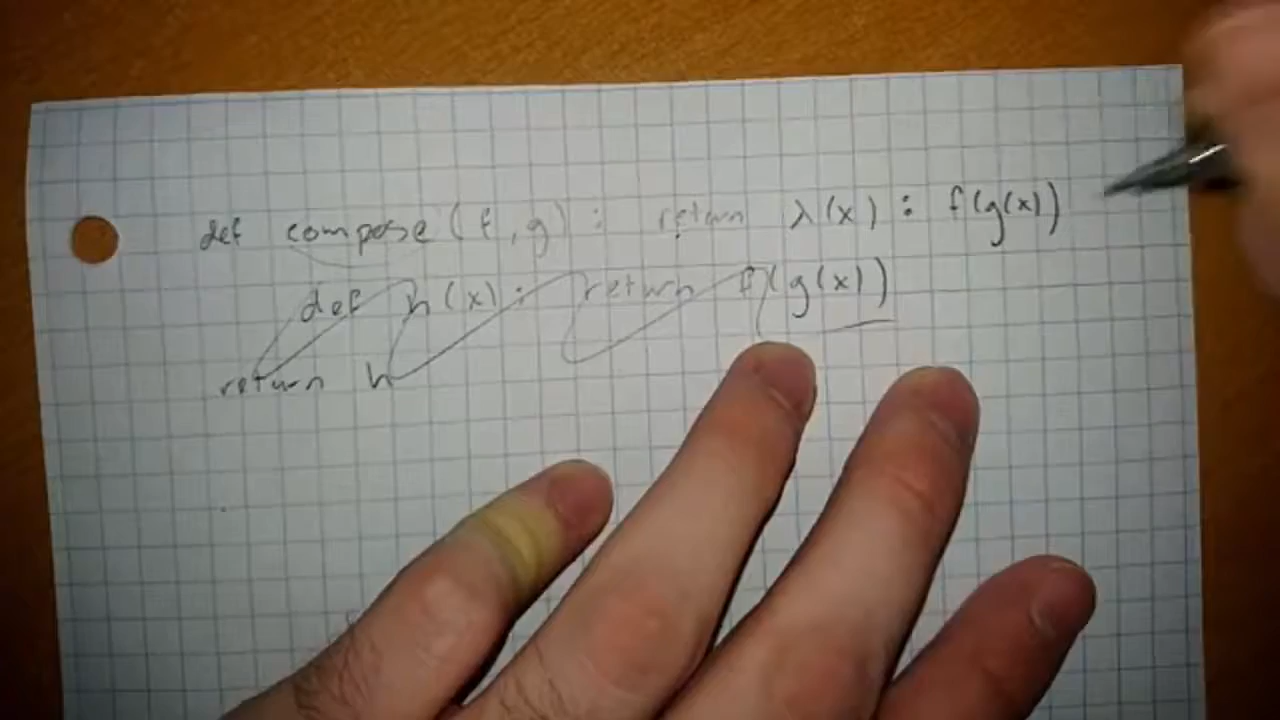 def compose (f, g) : return λ(x) : f(g(x))
def h(x) : return f(g(x))
return h